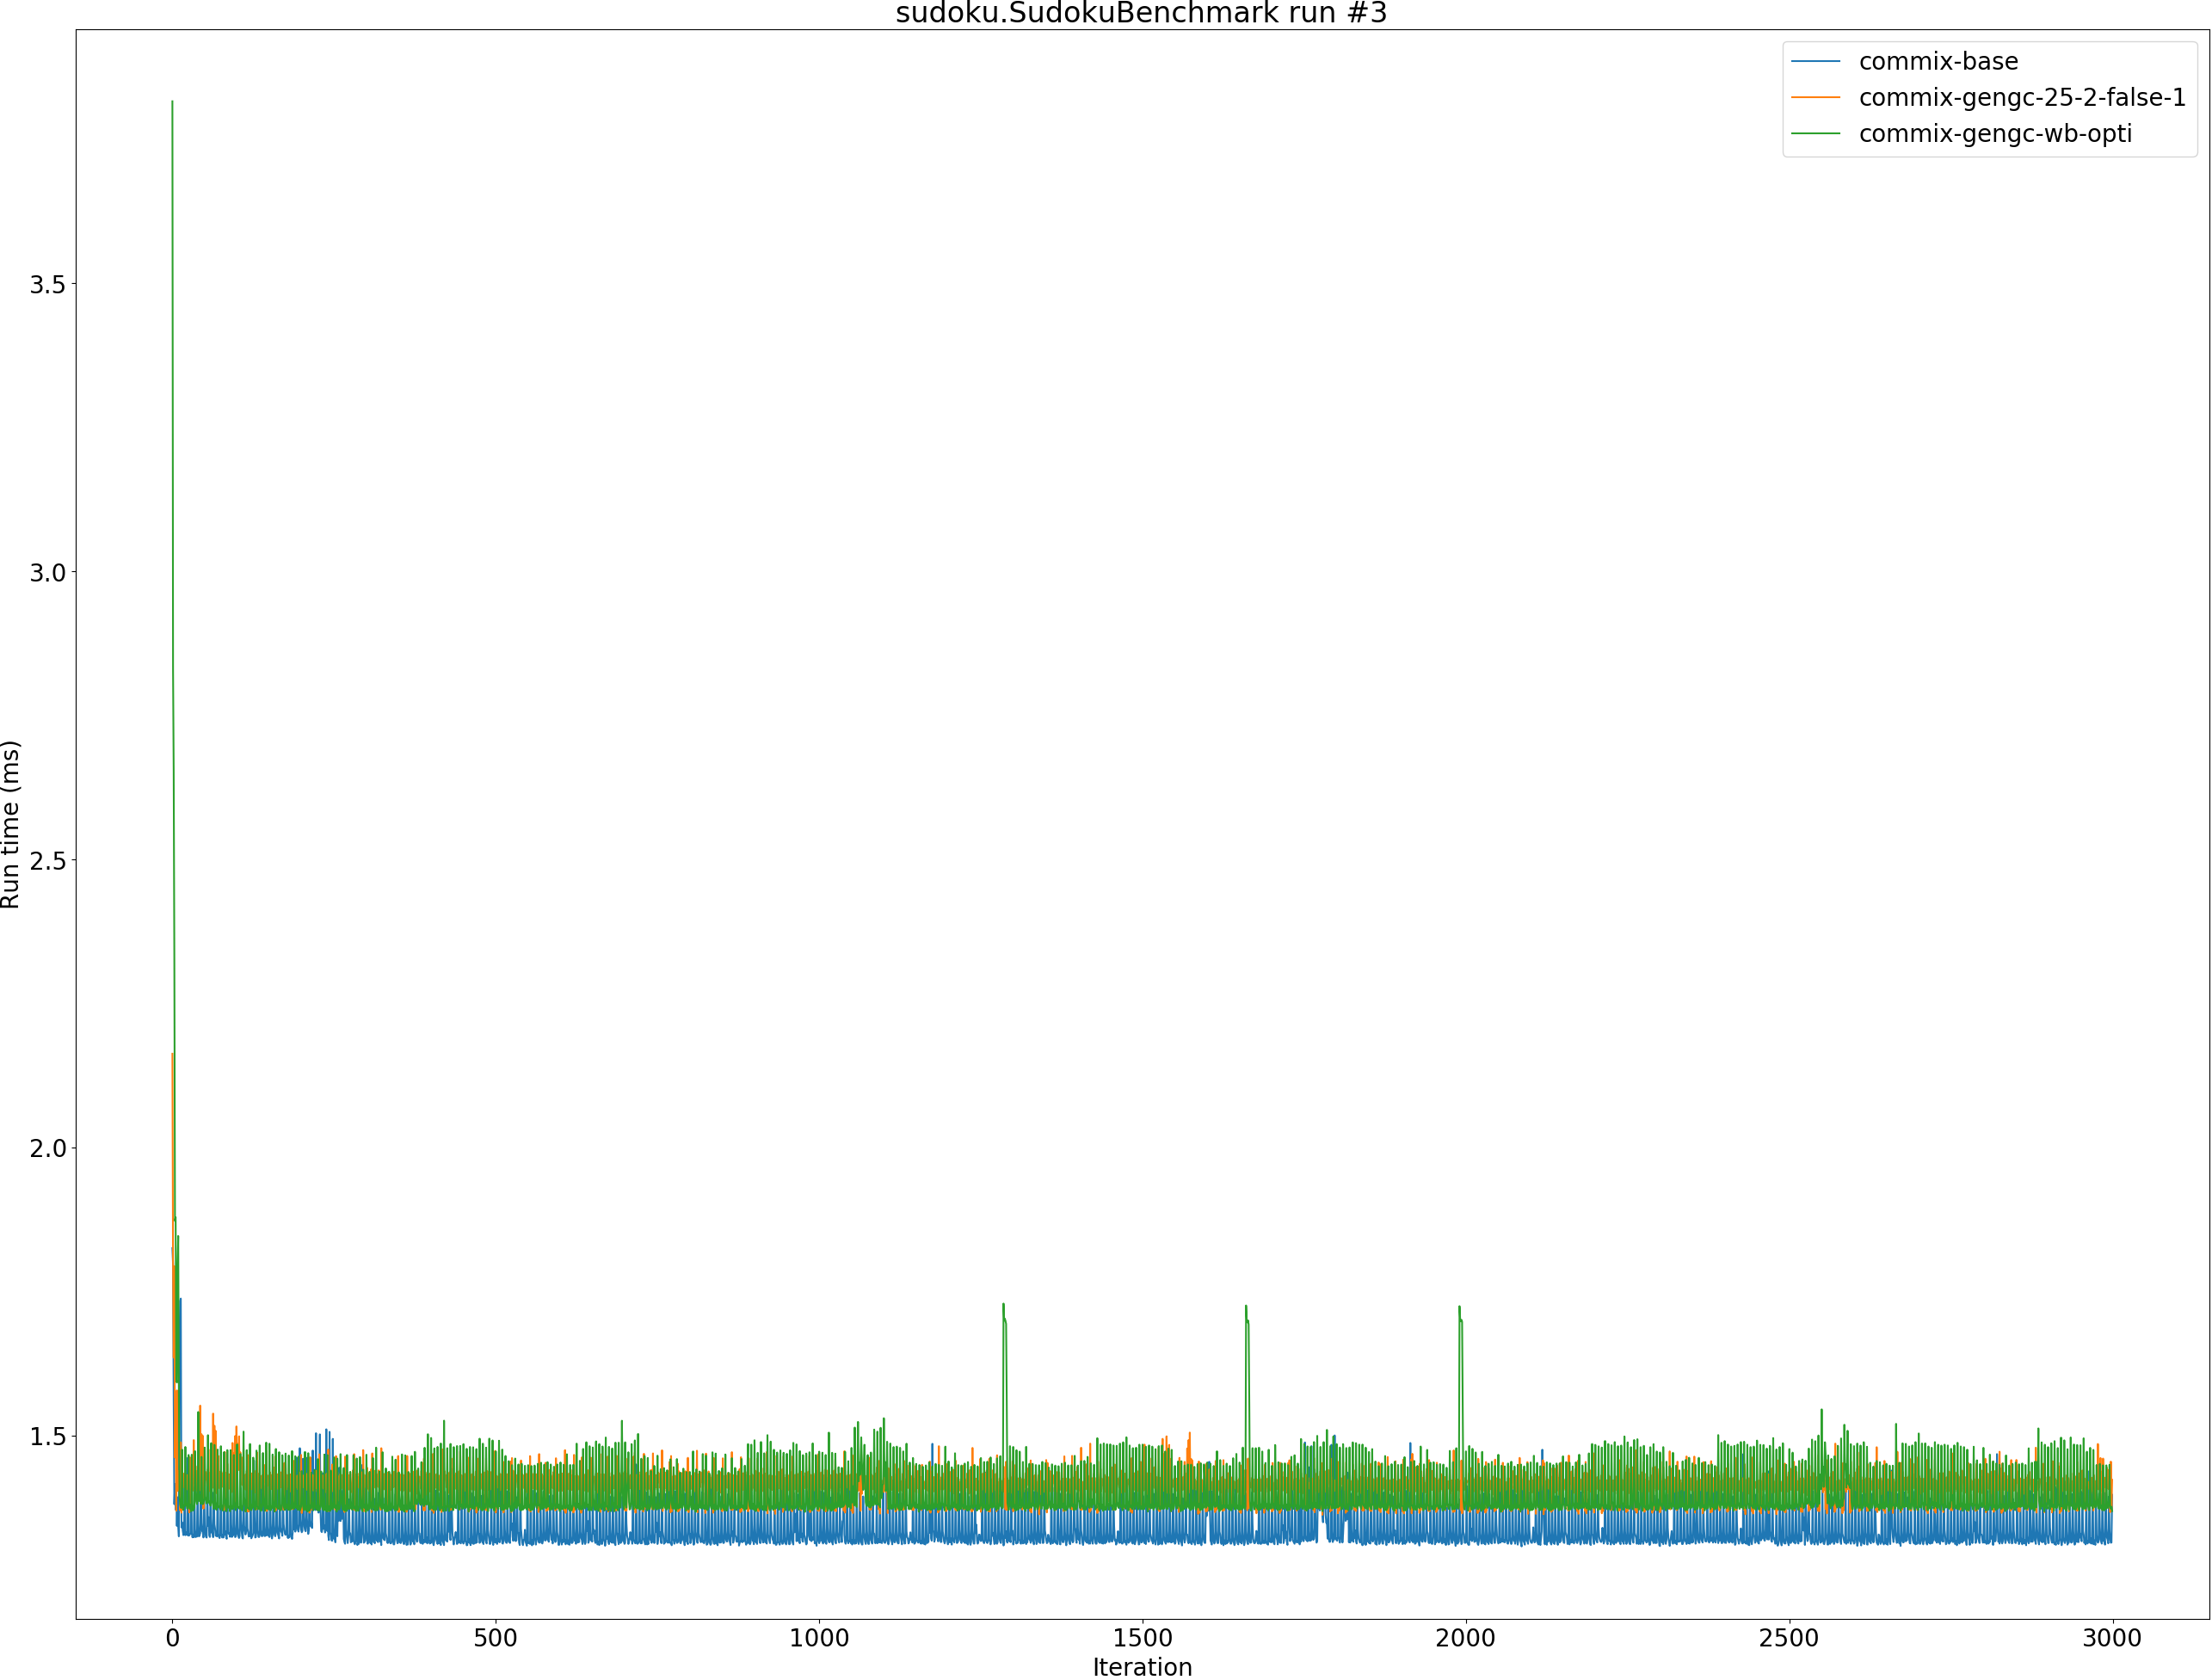 sudoku.SudokuBenchmark run #3
commix-base
commix-gengc-25-2-false-1
commix-gengc-wb-opti
Run time (ms)
3.5
3.0
2.5
2.0
1.5
0
500
1000
1500
2000
2500
3000
Iteration